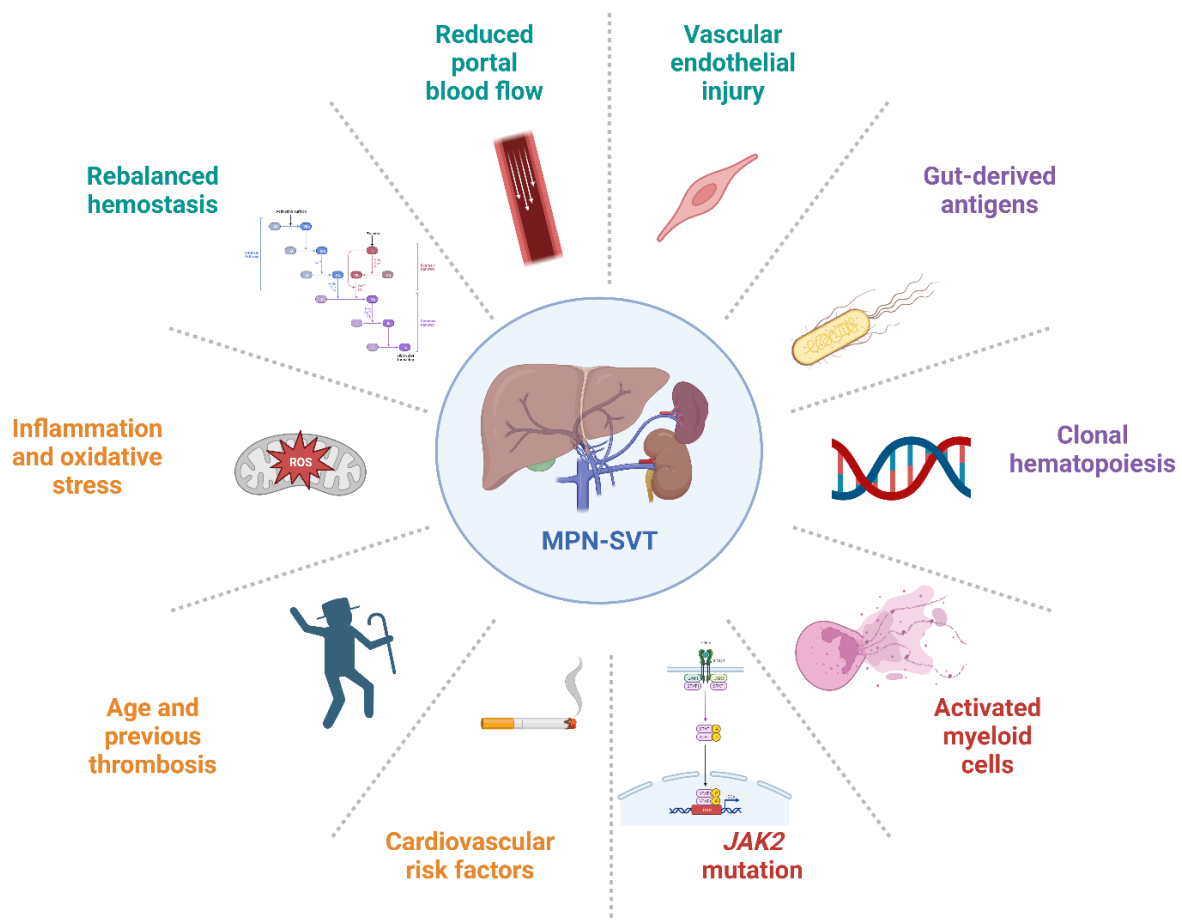 Reduced
portal
blood flow
Vascular
endothelial
injury
Rebalanced
hemostasis
Gut-derived
antigens
Inflammation
and oxidative
stress
ROS
Clonal
hematopoiesis
MPN-SVT
Age and
previous
thrombosis
Activated
myeloid
cells
Cardiovascular
risk factors
JAK2
mutation